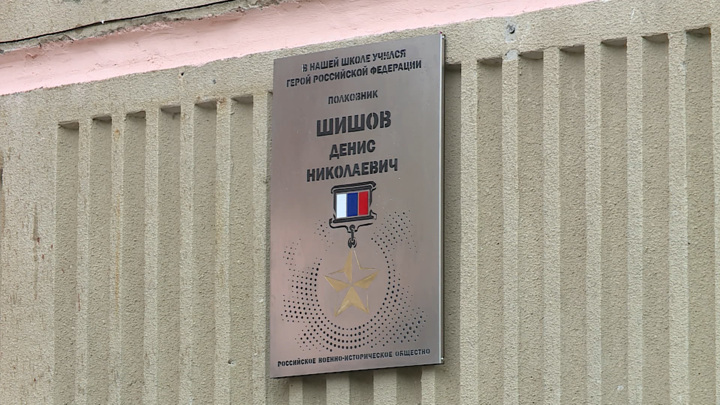 В НАШЕЙ ШКОЛЕ УЧИЛСЯ
ГЕРОЙ РОССИЙСКОЙ ФЕДЕРАЦИИ
ПОЛКОВНИК
ШИШОВ
ДЕНИС
НИКОЛАЕВИЧ
РОССИЙСКОЕ ВОЕННО-ИСТОРИЧЕСКОЕ ОБЩЕСТВО